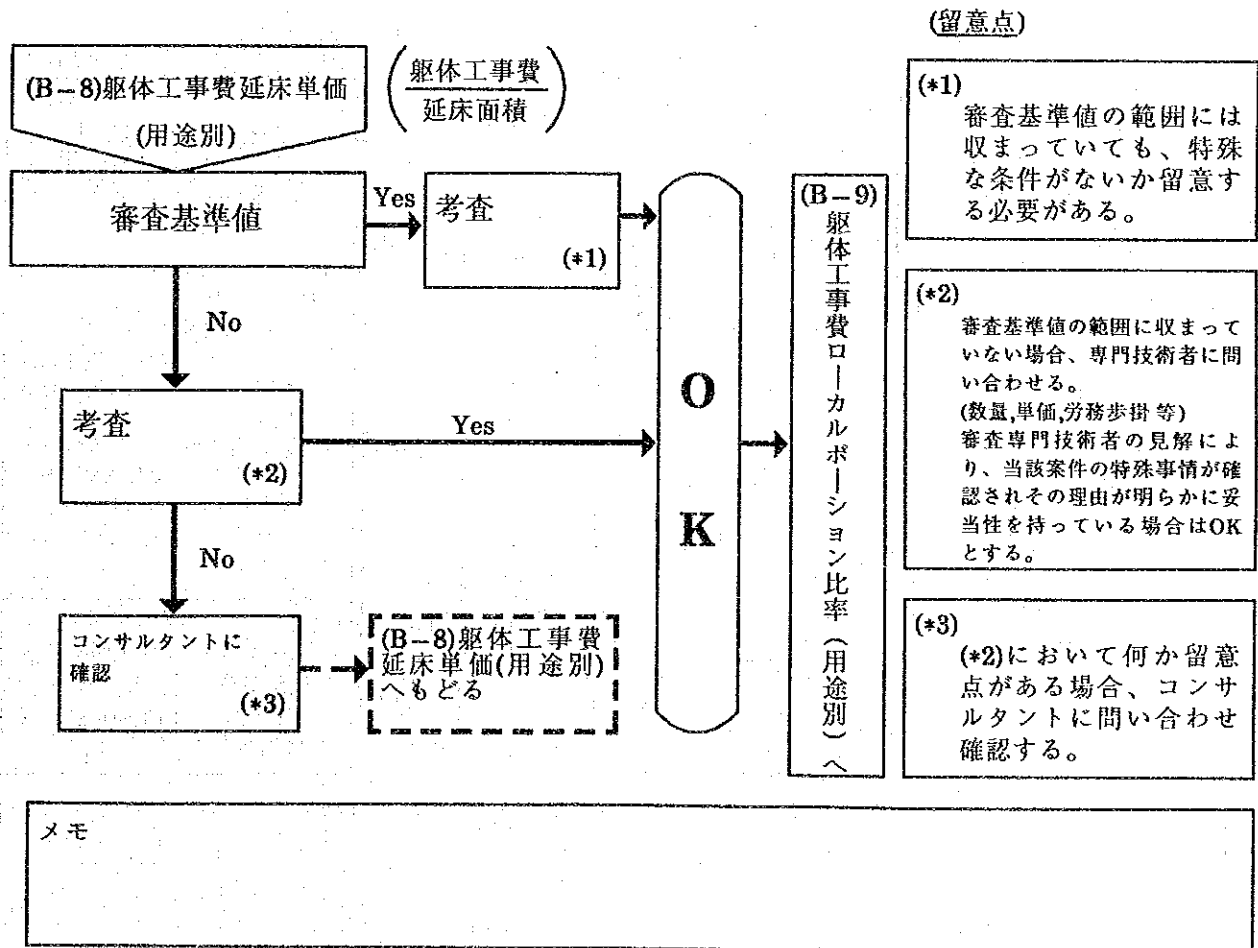 (留意点)
(B-8)躯体工事費延床単価
(用途別)
躯体工事費
延床面積
審査基準値
Yes
考査
(*1)
No
考査
(*2)
Yes
No
コンサルタントに
確認
(*3)
(B-8)躯体工事費
延床単価(用途別)
へもどる
O
K
(B-9)
躯体工事費ローカルポーション比率(用途別)へ
(*1)
審査基準値の範囲には
収まっていても、特殊
な条件がないか留意す
る必要がある。
(*2)
審査基準値の範囲に収まって
いない場合、専門技術者に問
い合わせる。
(数量,単価,労務歩掛 等)
審査専門技術者の見解によ
り、当該案件の特殊事情が確
認されその理由が明らかに妥
当性を持っている場合はOK
とする。
(*3)
(*2)において何か留意
点がある場合、コンサ
ルタントに問い合わせ
確認する。
メモ